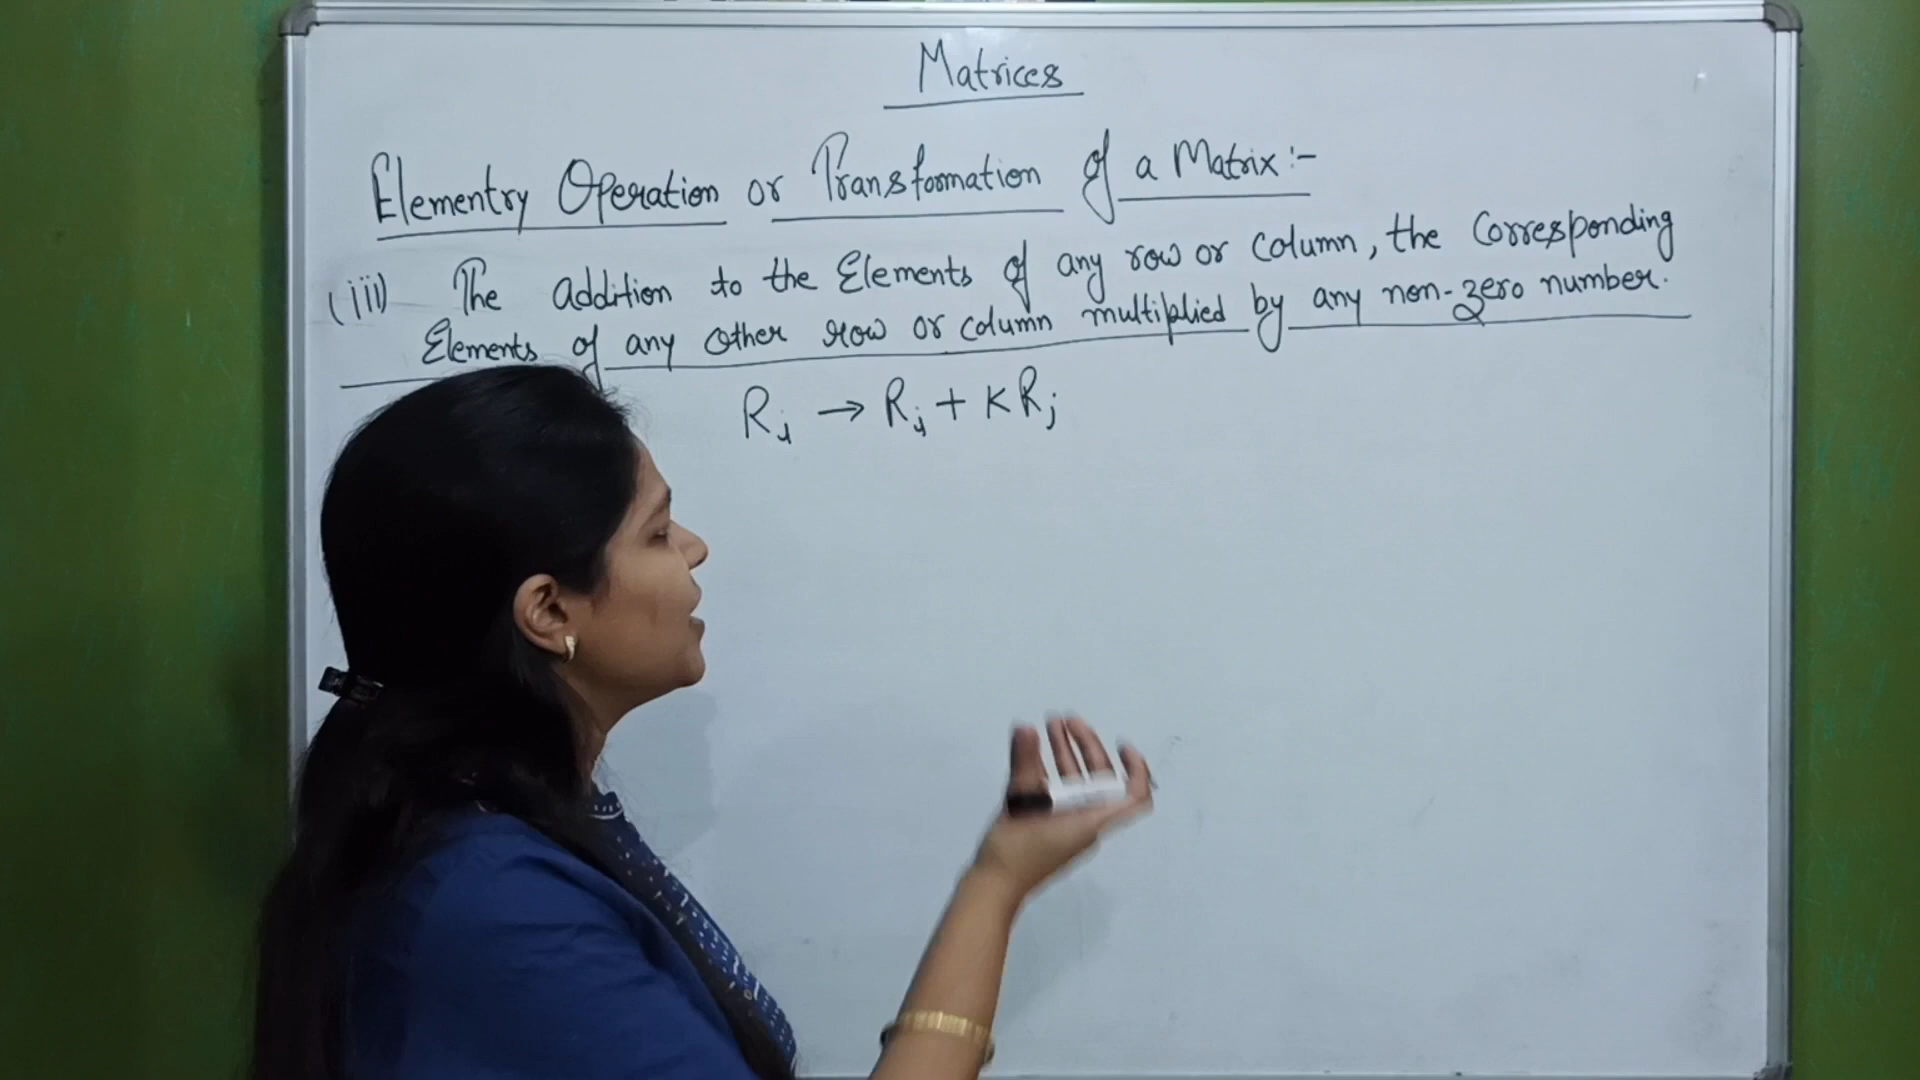 Matrices
Elementry Operation or Transformation of a Matrix:-
(iii) The addition to the Elements of any row or column, the Corresponding
Elements of any other row or column multiplied by any non-zero number.
Ri → Ri + KRj